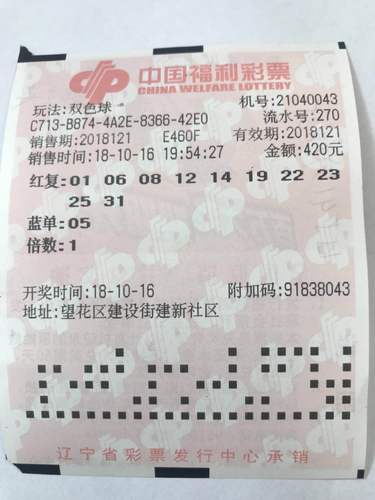 中国福利彩票
CHINA WELFARE LOTTERY
玩法:双色球 机号:21040043
C713-B874-4A2E-8366-42E0 流水号:270
销售期:2018121 E460F 有效期:2018121
销售时间:18-10-16 19:54:27 金额:420元
红复:01 06 08 12 14 19 22 23
25 31
蓝单:05
倍数:1
开奖时间:18-10-16 附加码:91838043
地址:望花区建设街建新社区
辽宁省彩票发行中心承销